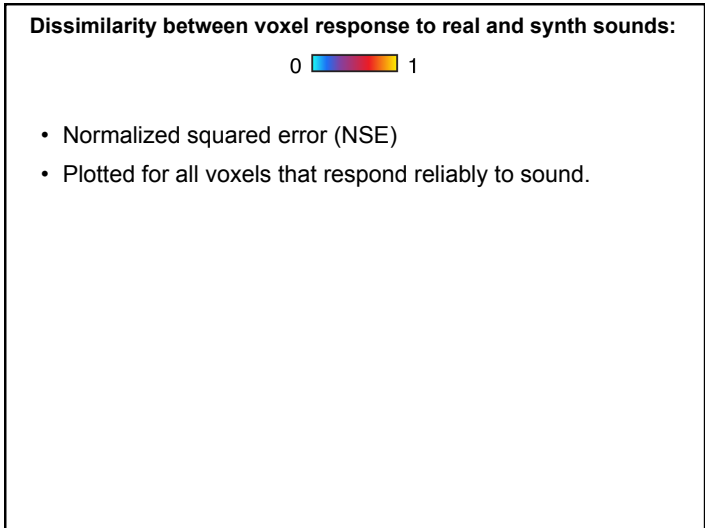 Dissimilarity between voxel response to real and synth sounds:
0 1
• Normalized squared error (NSE)
• Plotted for all voxels that respond reliably to sound.